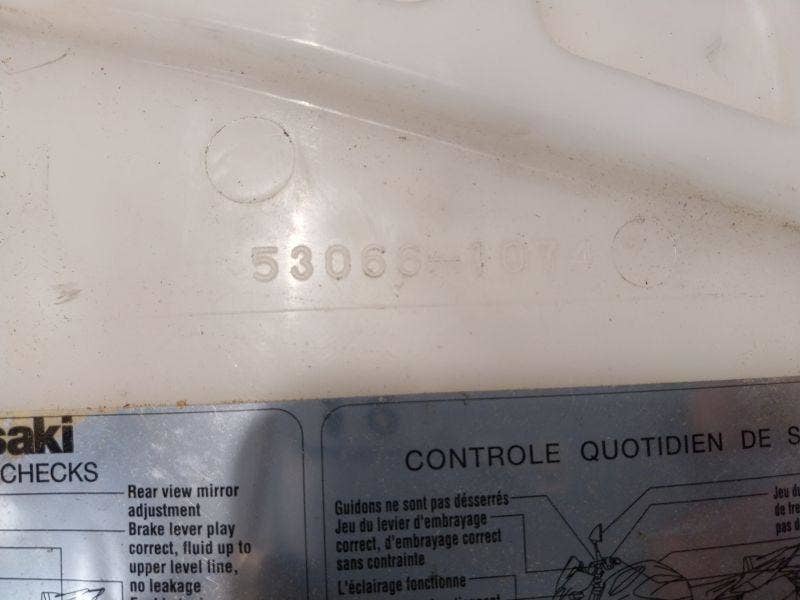 53066-1074
saki
CHECKS
Rear view mirror
adjustment
Brake lever play
correct, fluid up to
upper level line,
no leakage
CONTROLE QUOTIDIEN DE S
Guidons ne sont pas désserrés
Jeu du levier d'embrayage
correct, d'embrayage correct
sans contrainte
L'éclairage fonctionne
Jeu du
de fre
pas d